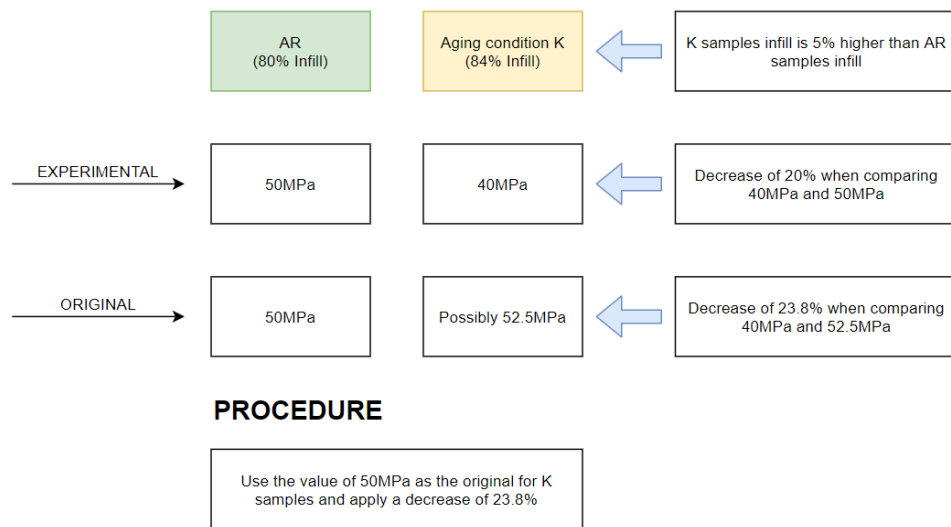 AR
(80% Infill)
Aging condition K
(84% Infill)
K samples infill is 5% higher than AR
samples infill
EXPERIMENTAL
50MPa
40MPa
Decrease of 20% when comparing
40MPa and 50MPa
ORIGINAL
50MPa
Possibly 52.5MPa
Decrease of 23.8% when comparing
40MPa and 52.5MPa
PROCEDURE
Use the value of 50MPa as the original for K
samples and apply a decrease of 23.8%